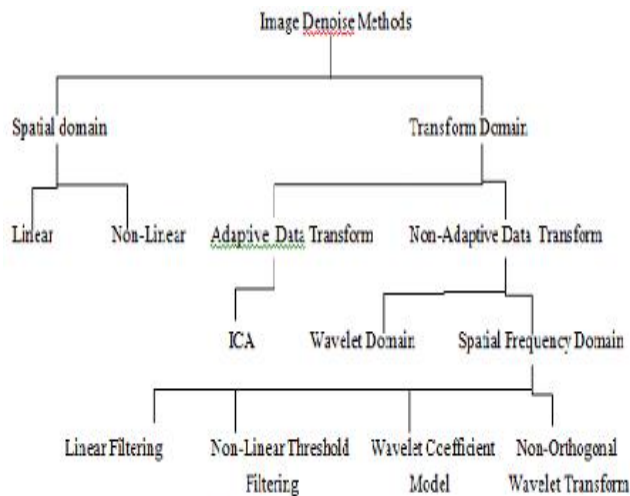 Image Denoise Methods
Spatial domain
Transform Domain
Linear
Non-Linear
Adaptive Data Transform
Non-Adaptive Data Transform
ICA
Wavelet Domain
Spatial Frequency Domain
Linear Filtering
Non-Linear Threshold
Filtering
Wavelet Coefficient
Model
Non-Orthogonal
Wavelet Transform